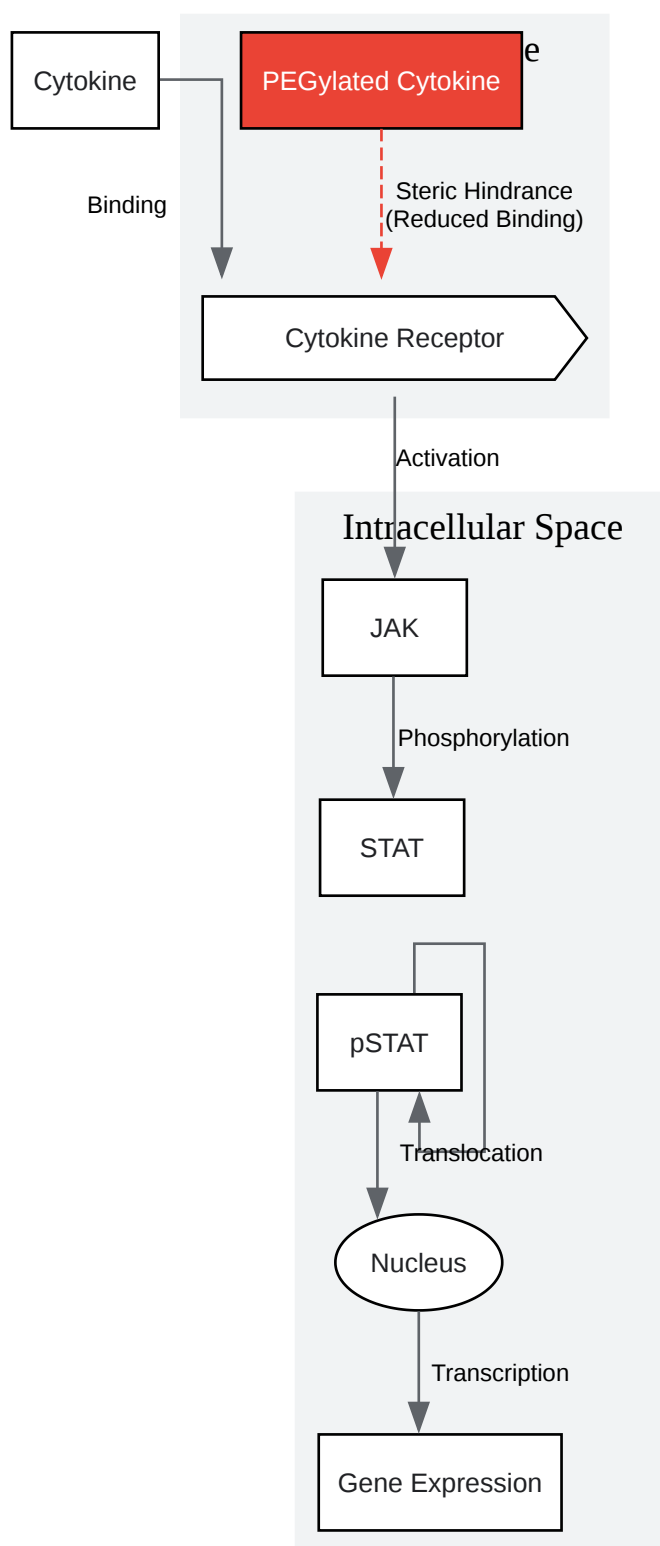 Cytokine
PEGylated Cytokine
e
Binding
Steric Hindrance
(Reduced Binding)
Cytokine Receptor
Activation
Intracellular Space
JAK
Phosphorylation
STAT
pSTAT
Translocation
Nucleus
Transcription
Gene Expression